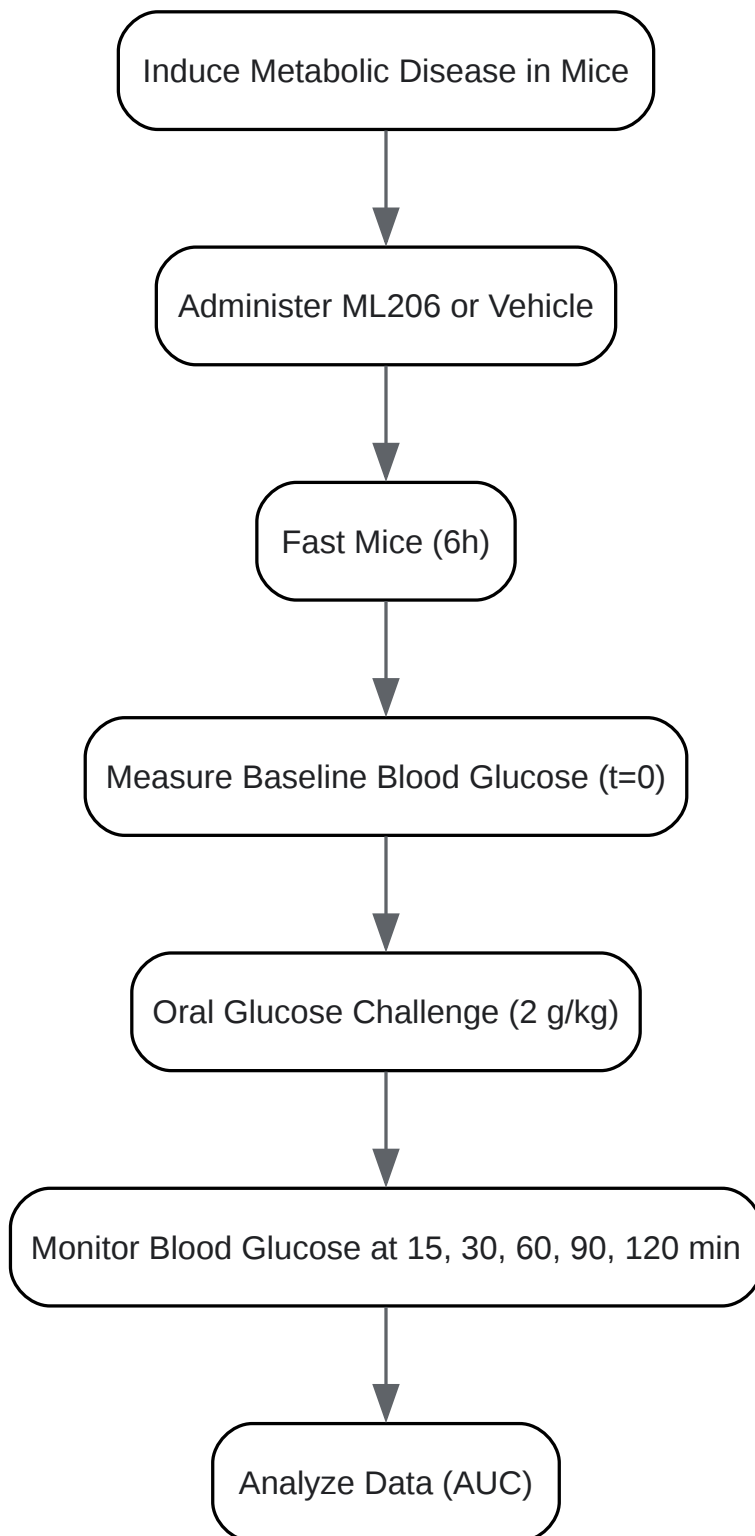 Induce Metabolic Disease in Mice
Administer ML206 or Vehicle
Fast Mice (6h)
Measure Baseline Blood Glucose (t=0)
Oral Glucose Challenge (2 g/kg)
Monitor Blood Glucose at 15, 30, 60, 90, 120 min
Analyze Data (AUC)